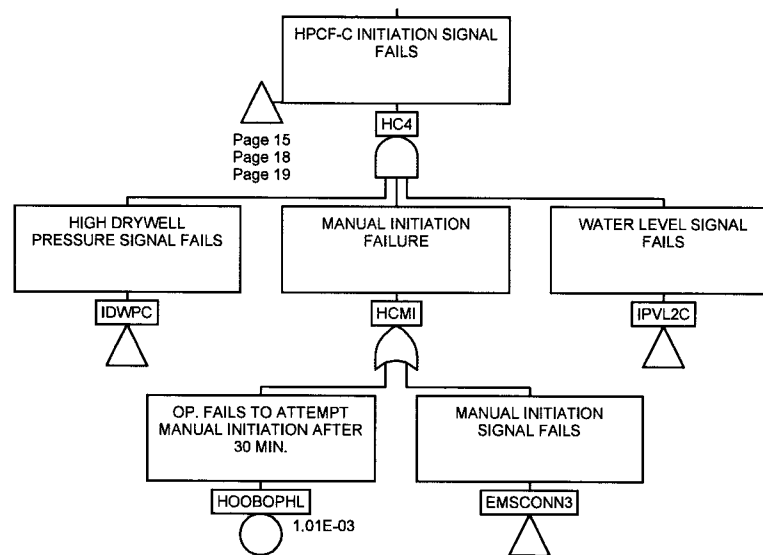 HPCF-C INITIATION SIGNAL
FAILS
Page 15
Page 18
Page 19
HC4
HIGH DRYWELL
PRESSURE SIGNAL FAILS
MANUAL INITIATION
FAILURE
WATER LEVEL SIGNAL
FAILS
IDWPC
HCMI
IPVL2C
OP. FAILS TO ATTEMPT
MANUAL INITIATION AFTER
30 MIN.
MANUAL INITIATION
SIGNAL FAILS
HOOBOPHL
EMSCONN3
1.01E-03